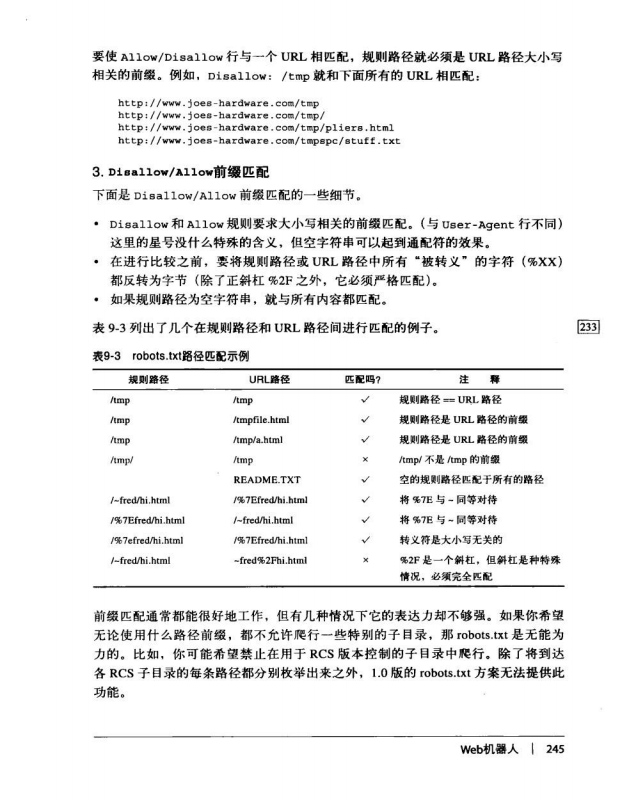 要使 Allow/Disallow 行与一个 URL 相匹配，规则路径就必须是 URL 路径大小写
相关的前缀。例如，Disallow: /tmp 就和下面所有的 URL 相匹配：
http://www.joes-hardware.com/tmp
http://www.joes-hardware.com/tmp/
http://www.joes-hardware.com/tmp/pliers.html
http://www.joes-hardware.com/tmpspc/stuff.txt
3. Disallow/Allow前缀匹配
下面是 Disallow/Allow 前缀匹配的一些细节。
• Disallow 和 Allow 规则要求大小写相关的前缀匹配。（与 User-Agent 行不同）
这里的星号没什么特殊的含义，但空字符串可以起到通配符的效果。
• 在进行比较之前，要将规则路径或 URL 路径中所有“被转义”的字符（%XX）
都反转为字节（除了正斜杠 %2F 之外，它必须严格匹配）。
• 如果规则路径为空字符串，就与所有内容都匹配。
表 9-3 列出了几个在规则路径和 URL 路径间进行匹配的例子。 233
表9-3 robots.txt路径匹配示例
规则路径 URL路径 匹配吗? 注 释
/tmp /tmp ✓ 规则路径 == URL 路径
/tmp /tmpfile.html ✓ 规则路径是 URL 路径的前缀
/tmp /tmp/a.html ✓ 规则路径是 URL 路径的前缀
/tmp/ /tmp × /tmp/ 不是 /tmp 的前缀
README.TXT ✓ 空的规则路径匹配于所有的路径
/~fred/hi.html /%7Efred/hi.html ✓ 将 %7E 与 ~ 同等对待
/%7Efred/hi.html /~fred/hi.html ✓ 将 %7E 与 ~ 同等对待
/%7efred/hi.html /%7Efred/hi.html ✓ 转义符是大小写无关的
/~fred/hi.html ~fred%2Fhi.html × %2F 是一个斜杠，但斜杠是种特殊
情况，必须完全匹配
前缀匹配通常都能很好地工作，但有几种情况下它的表达力却不够强。如果你希望
无论使用什么路径前缀，都不允许爬行一些特别的子目录，那 robots.txt 是无能为
力的。比如，你可能希望禁止在用于 RCS 版本控制的子目录中爬行。除了将到达
各 RCS 子目录的每条路径都分别枚举出来之外，1.0 版的 robots.txt 方案无法提供此
功能。
Web机器人 | 245